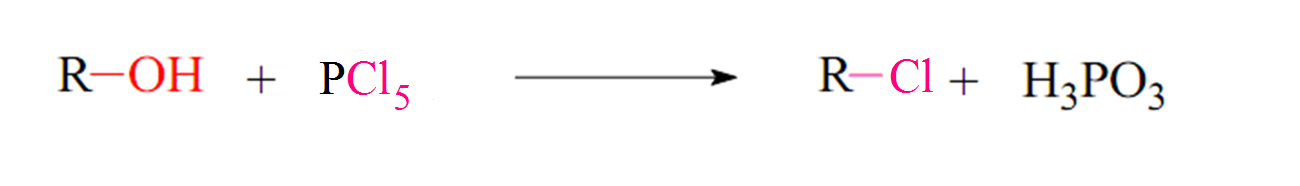 R—OH + PCl₅ ⟶ R—Cl + H₃PO₃